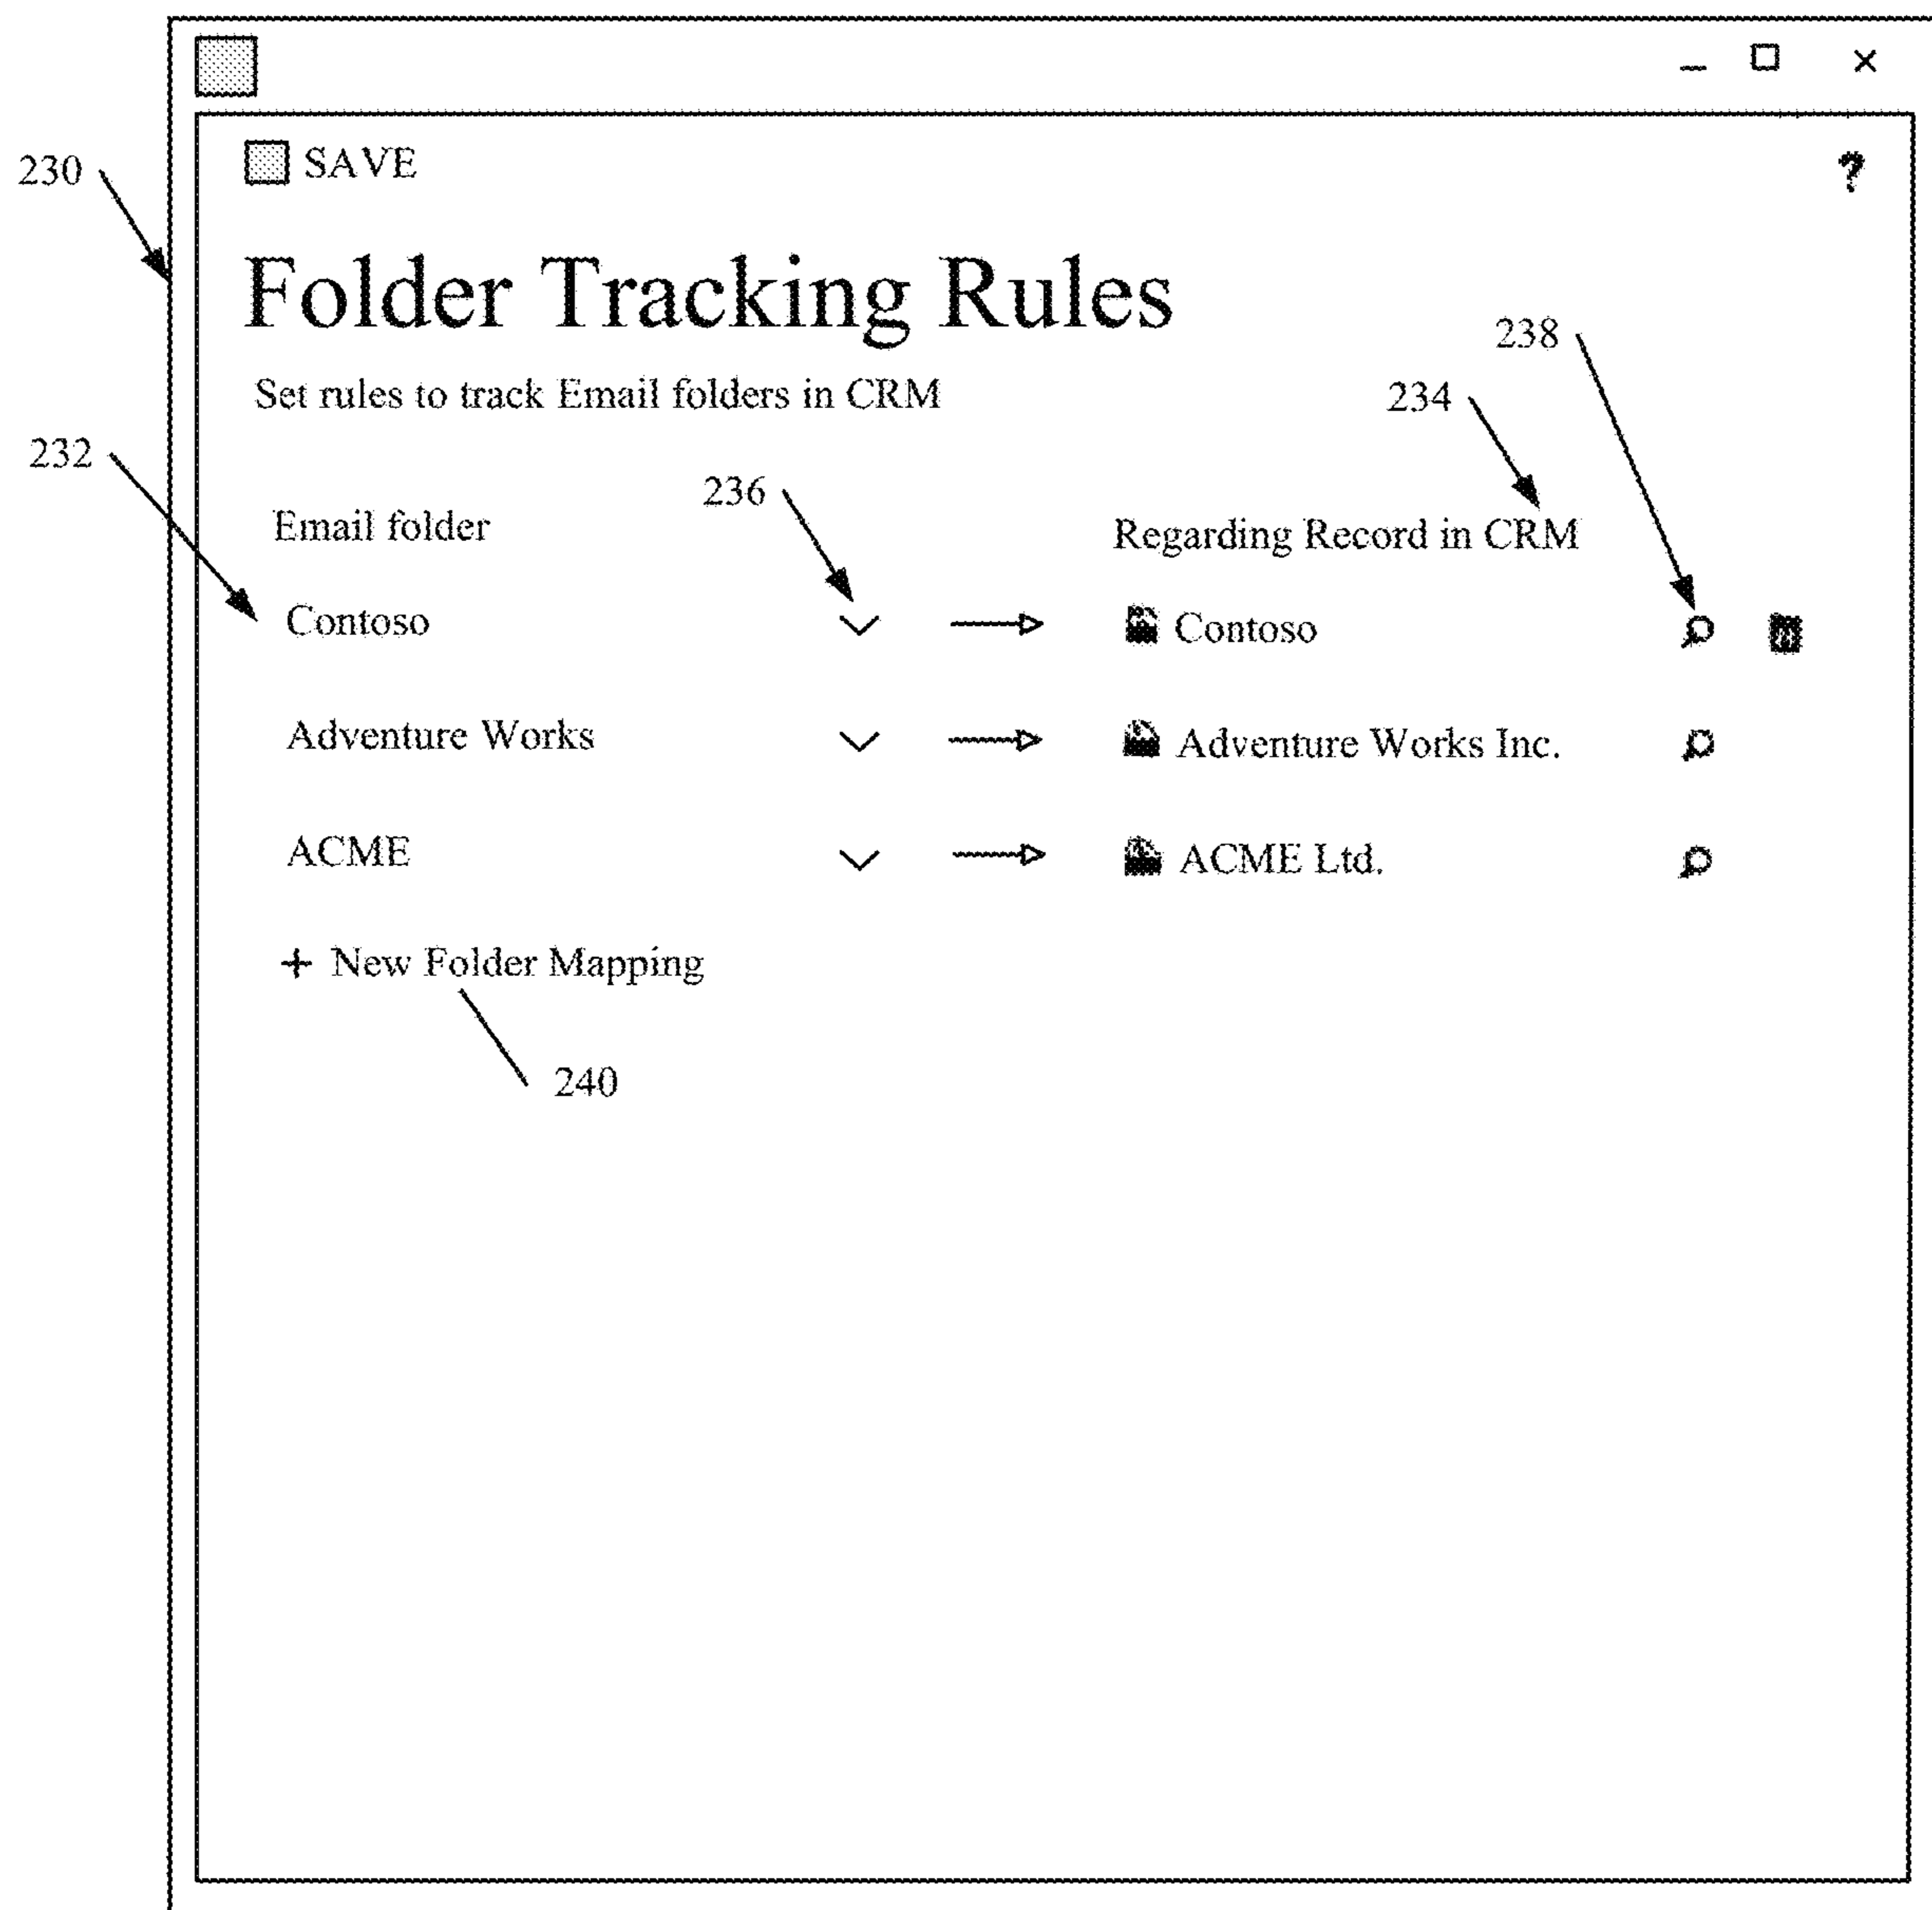 230
SAVE
?
Folder Tracking Rules
238
Set rules to track Email folders in CRM
234
232
236
Email folder
Regarding Record in CRM
Contoso
Contoso
Adventure Works
Adventure Works Inc.
ACME
ACME Ltd.
+ New Folder Mapping
240